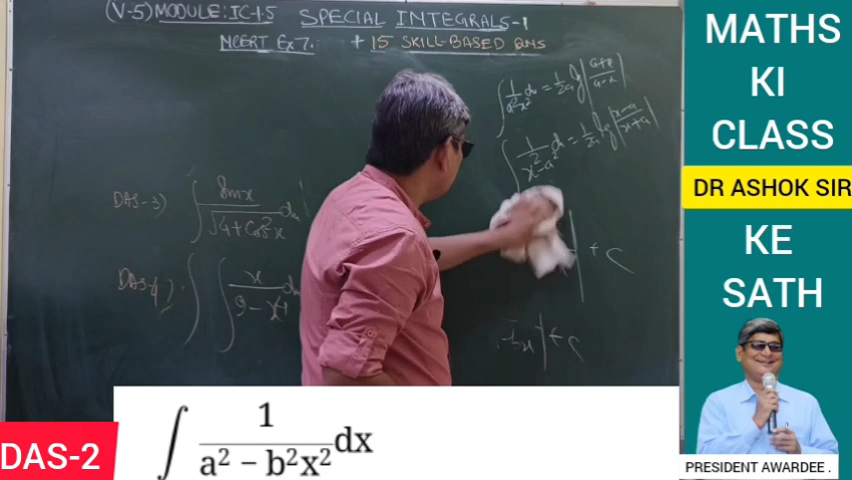 (V-5) MODULE: IC-1.5 SPECIAL INTEGRALS-1
NCERT Ex 7. + 15 SKILL-BASED QNS
∫ 1/(a²-x²) dx = 1/2a log |(a+x)/(a-x)|
∫ 1/(x²-a²) dx = 1/2a log |(x-a)/(x+a)|
DAS-3) ∫ sinx/√(4+cos²x) dx
+ C
DAS-4) ∫ ∫ x/(9-x⁴) dx
| + C
DAS-2
∫ 1/(a² − b²x²) dx
MATHS
KI
CLASS
DR ASHOK SIR
KE
SATH
PRESIDENT AWARDEE .